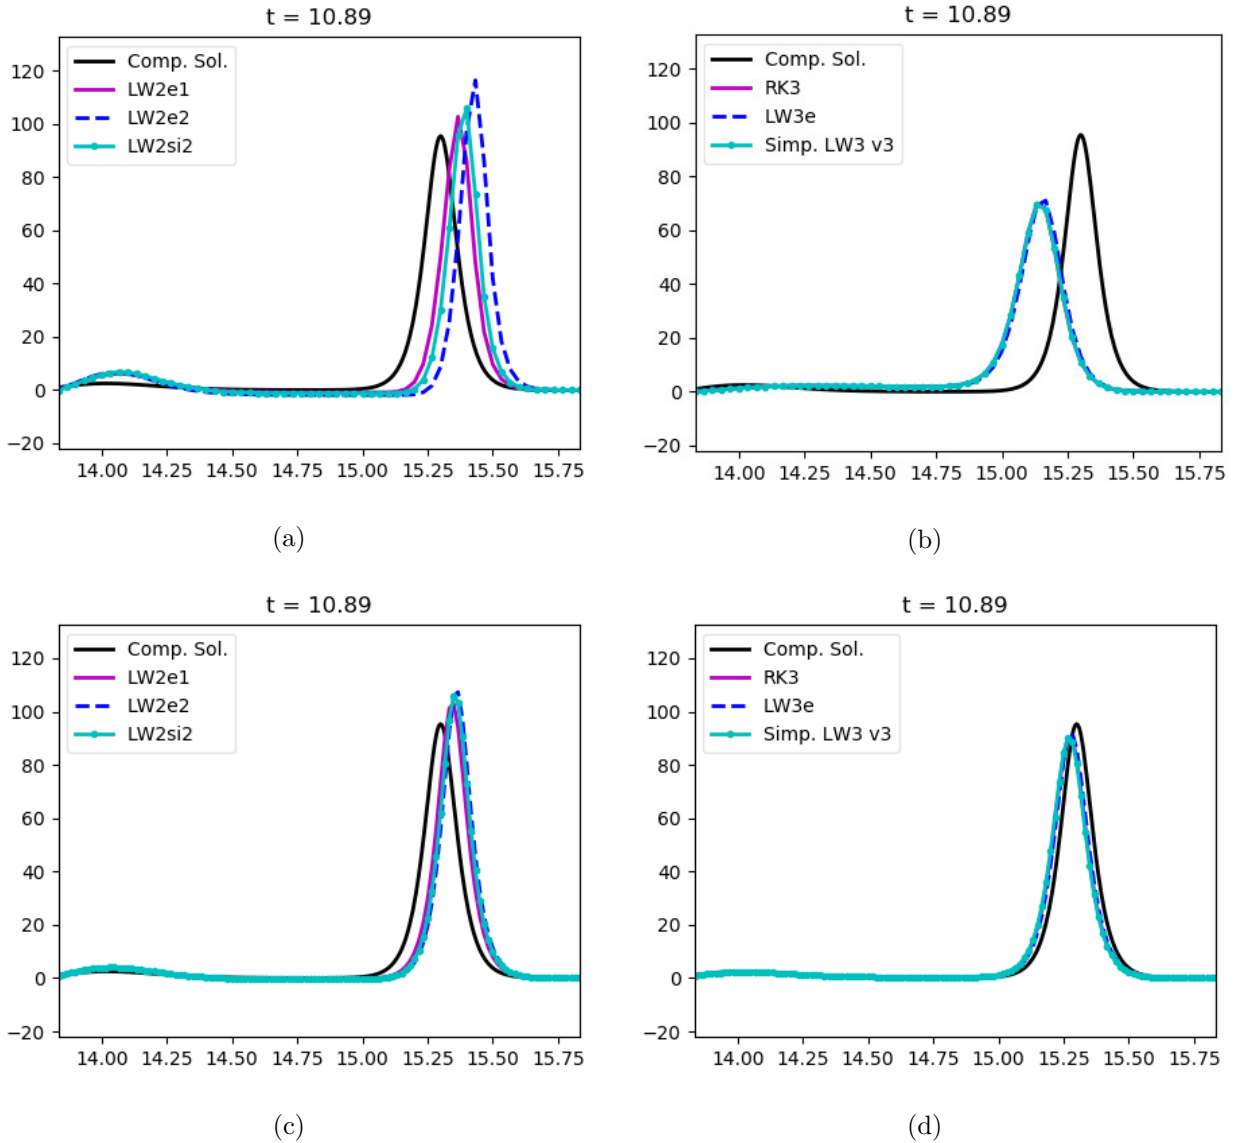 t = 10.89
Comp. Sol.
LW2e1
LW2e2
LW2si2
120
100
80
60
40
20
0
−20
14.00 14.25 14.50 14.75 15.00 15.25 15.50 15.75
(a)
t = 10.89
Comp. Sol.
RK3
LW3e
Simp. LW3 v3
120
100
80
60
40
20
0
−20
14.00 14.25 14.50 14.75 15.00 15.25 15.50 15.75
(b)
t = 10.89
Comp. Sol.
LW2e1
LW2e2
LW2si2
120
100
80
60
40
20
0
−20
14.00 14.25 14.50 14.75 15.00 15.25 15.50 15.75
(c)
t = 10.89
Comp. Sol.
RK3
LW3e
Simp. LW3 v3
120
100
80
60
40
20
0
−20
14.00 14.25 14.50 14.75 15.00 15.25 15.50 15.75
(d)